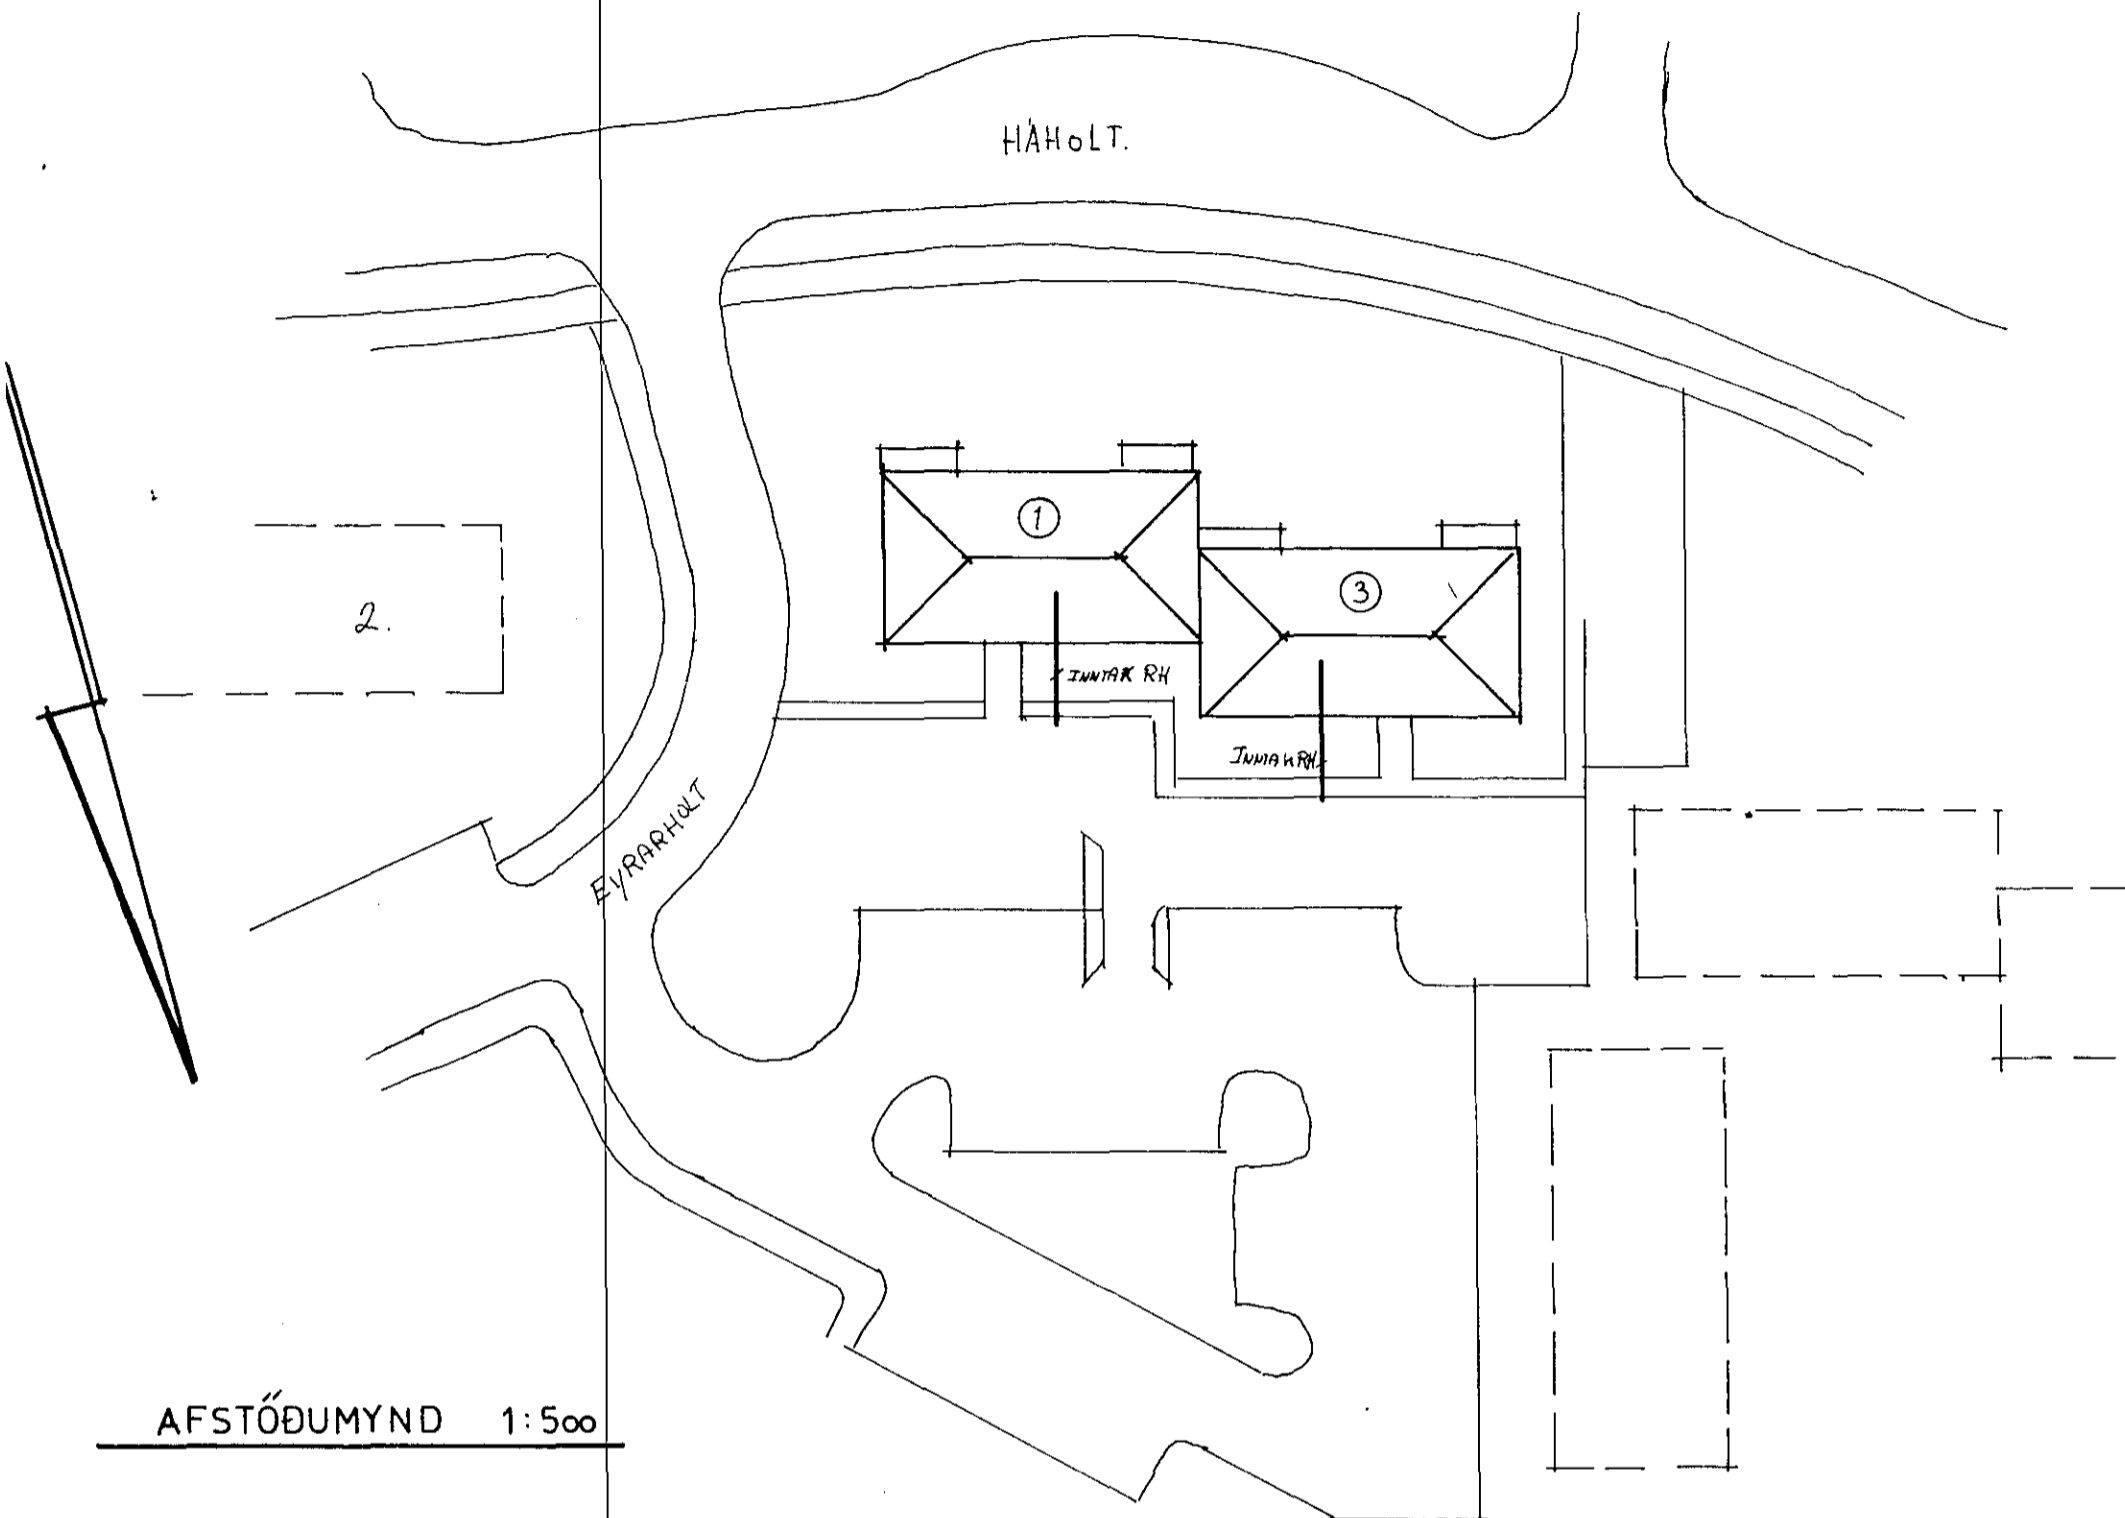 HÁHOLT.
1
3
2.
INNTAK RH
INNTAK RH
EYRARHOLT
AFSTÖÐUMYND 1:500